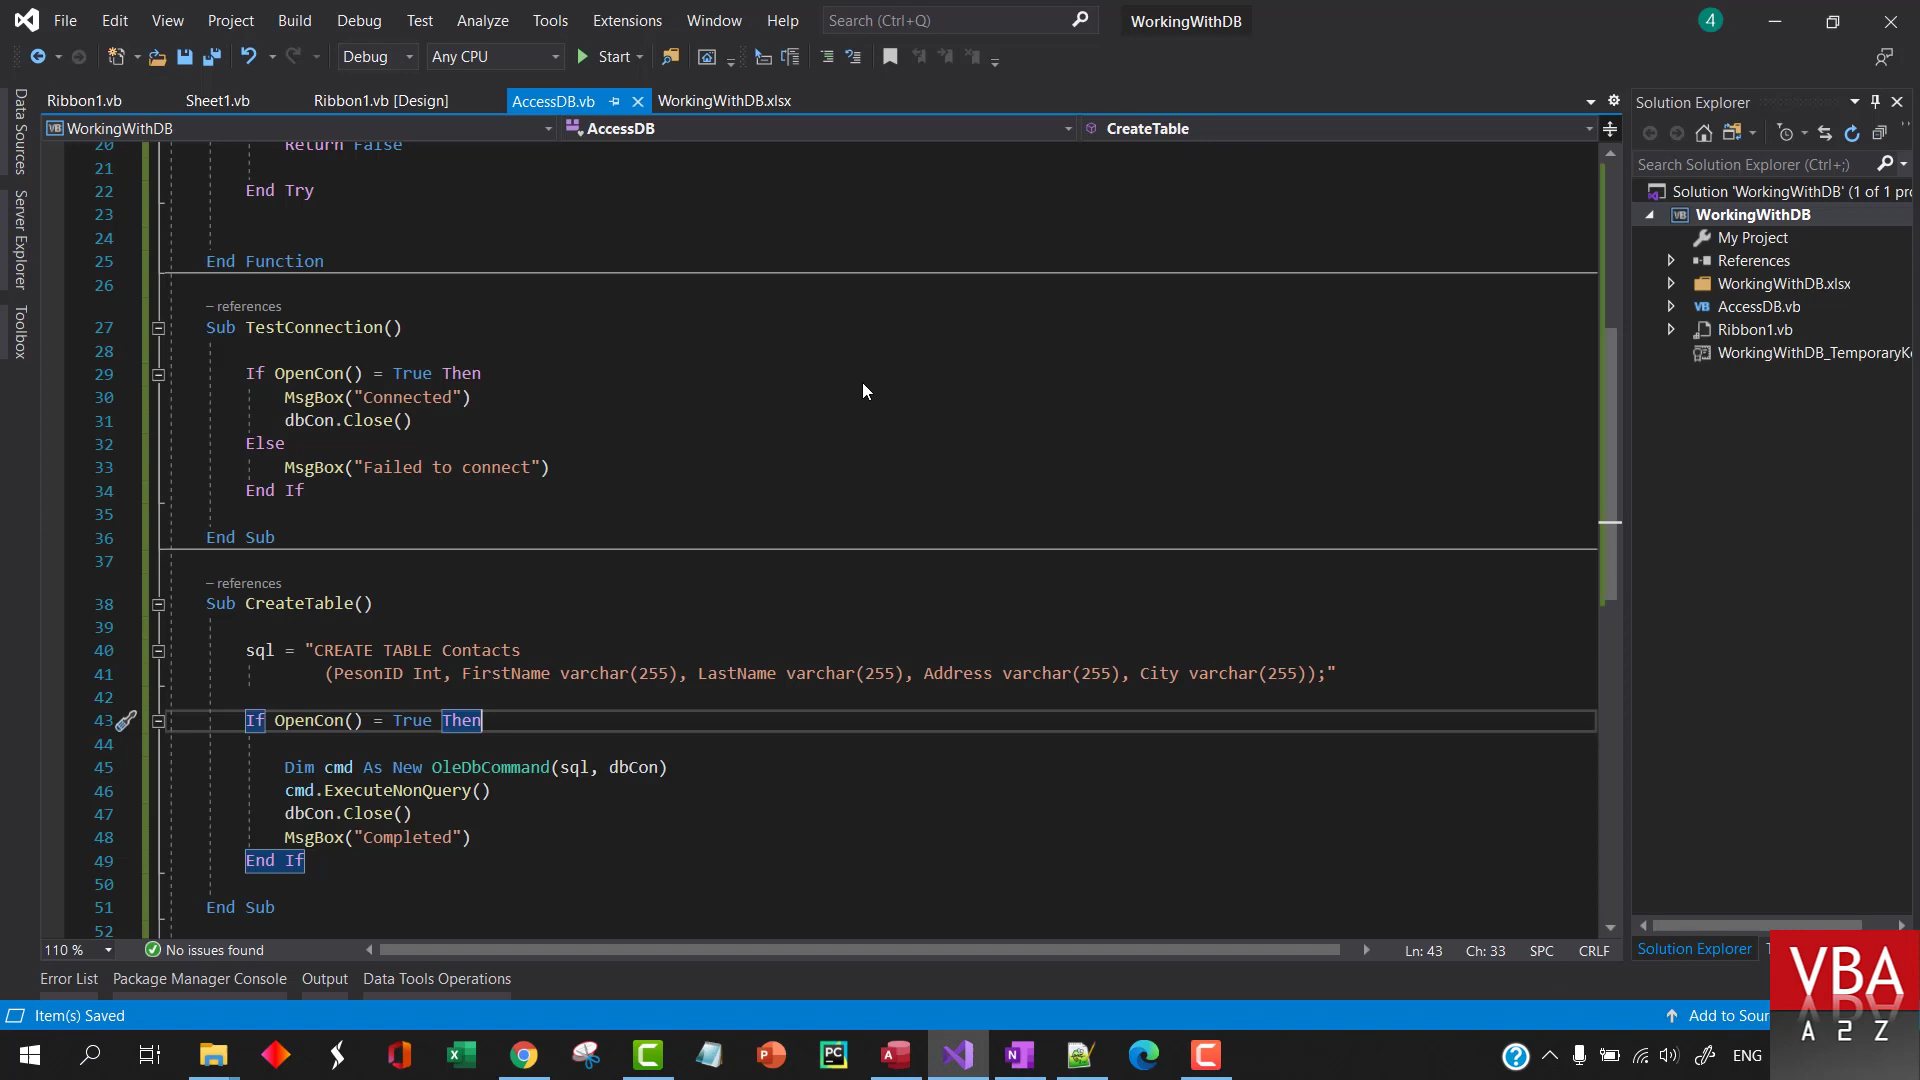 File Edit View Project Build Debug Test Analyze Tools Extensions Window Help Search (Ctrl+Q) WorkingWithDB 4
Debug Any CPU Start
Ribbon1.vb Sheet1.vb Ribbon1.vb [Design] AccessDB.vb WorkingWithDB.xlsx
WorkingWithDB AccessDB CreateTable
Data Sources
Server Explorer
Toolbox
20 Return False
21
22 End Try
23
24
25 End Function
26
– references
27 Sub TestConnection()
28
29 If OpenCon() = True Then
30 MsgBox("Connected")
31 dbCon.Close()
32 Else
33 MsgBox("Failed to connect")
34 End If
35
36 End Sub
37
– references
38 Sub CreateTable()
39
40 sql = "CREATE TABLE Contacts
41 (PesonID Int, FirstName varchar(255), LastName varchar(255), Address varchar(255), City varchar(255));"
42
43 If OpenCon() = True Then
44
45 Dim cmd As New OleDbCommand(sql, dbCon)
46 cmd.ExecuteNonQuery()
47 dbCon.Close()
48 MsgBox("Completed")
49 End If
50
51 End Sub
52
110 % No issues found Ln: 43 Ch: 33 SPC CRLF
Solution Explorer
Search Solution Explorer (Ctrl+;)
Solution 'WorkingWithDB' (1 of 1 pro
WorkingWithDB
My Project
References
WorkingWithDB.xlsx
AccessDB.vb
Ribbon1.vb
WorkingWithDB_TemporaryKe
Solution Explorer
Error List Package Manager Console Output Data Tools Operations
Item(s) Saved Add to Sour
VBA
A 2 Z
ENG